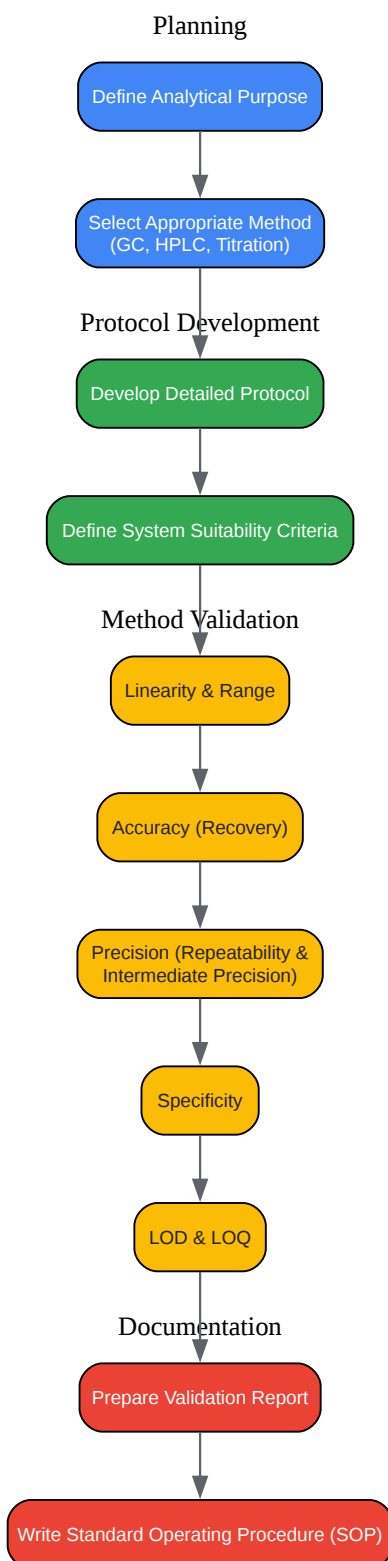 Planning
Define Analytical Purpose
Select Appropriate Method
(GC, HPLC, Titration)
Protocol Development
Develop Detailed Protocol
Define System Suitability Criteria
Method Validation
Linearity & Range
Accuracy (Recovery)
Precision (Repeatability &
Intermediate Precision)
Specificity
LOD & LOQ
Documentation
Prepare Validation Report
Write Standard Operating Procedure (SOP)